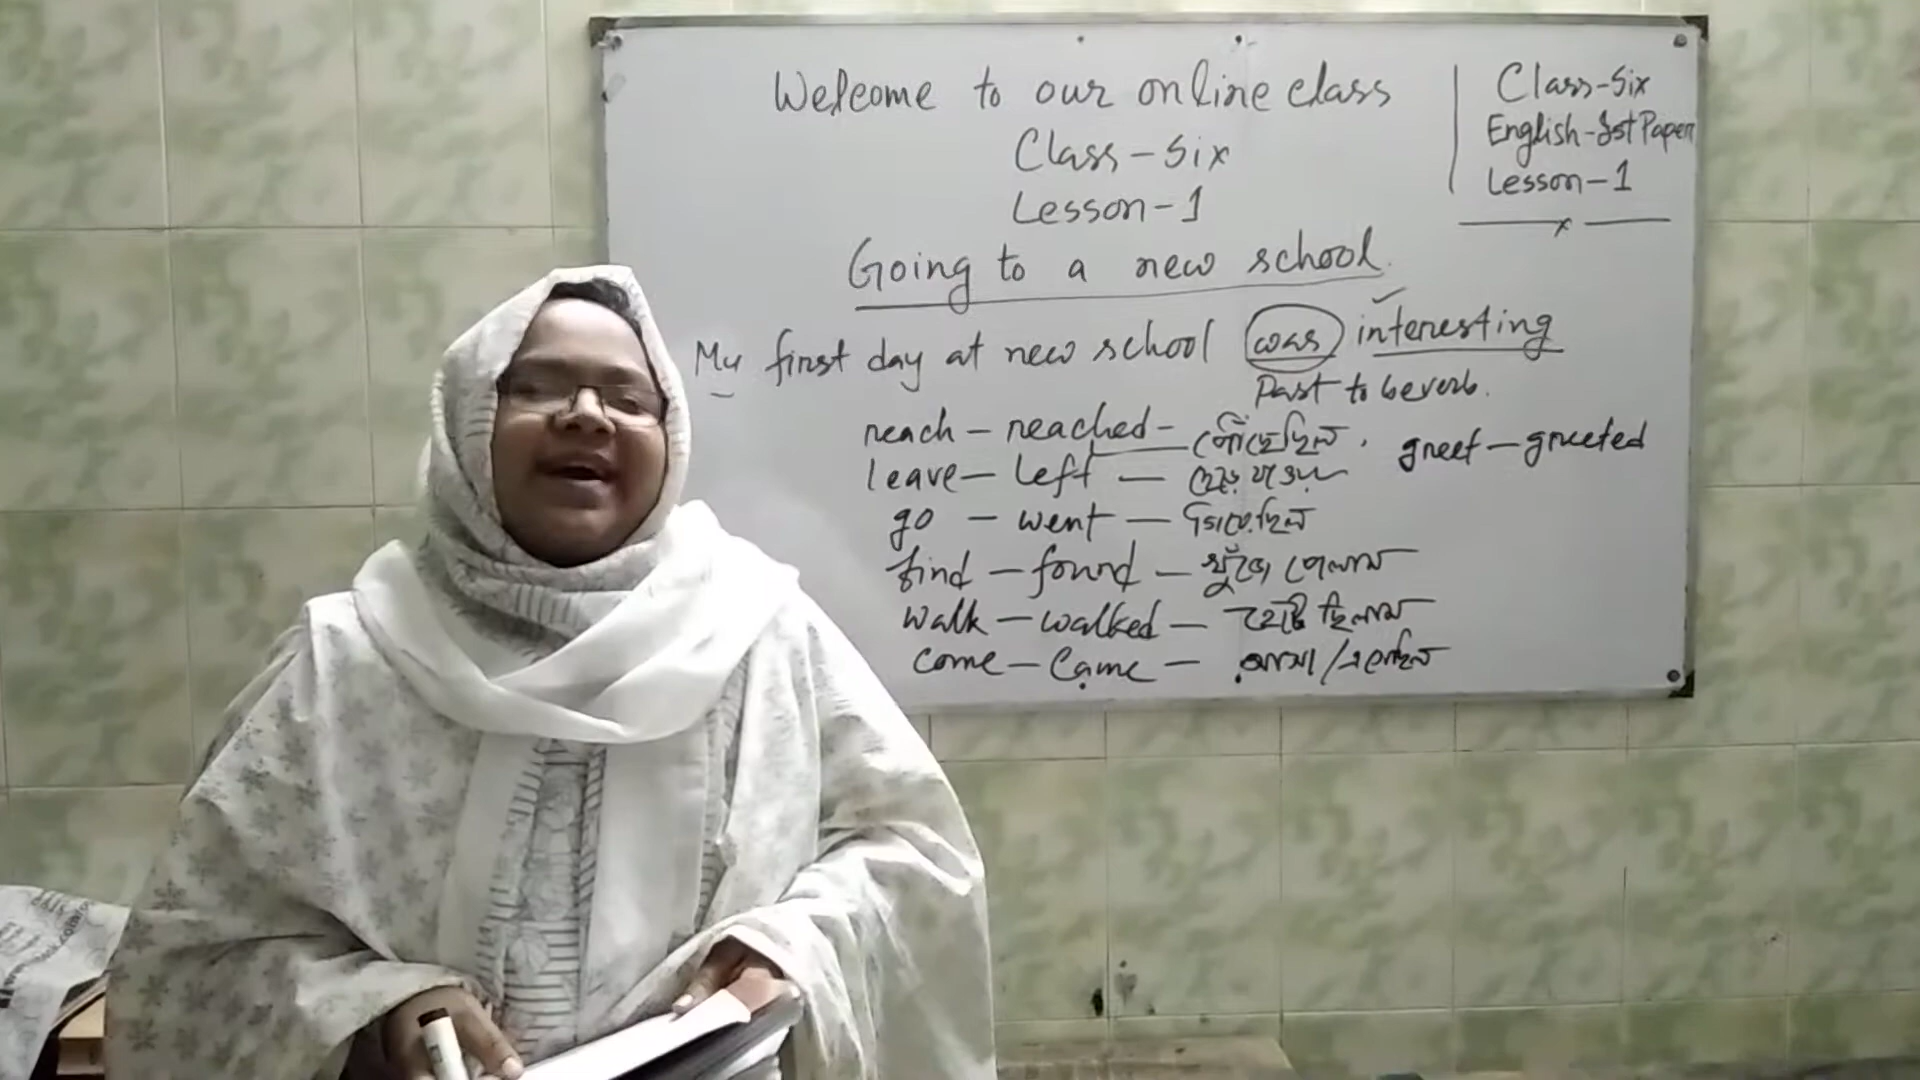 Welcome to our online class
Class-Six
Lesson-1
Going to a new school.
My first day at new school was interesting
Past to be verb.
reach - reached - পৌঁছেছিল, greet - greeted
leave - left -
go - went - গিয়েছিল
find - found - খুঁজে পেলাম
walk - walked - হেঁটেছিলাম
come - came - আসা/এসেছিল
Class-Six
English-1st Paper
Lesson-1
x